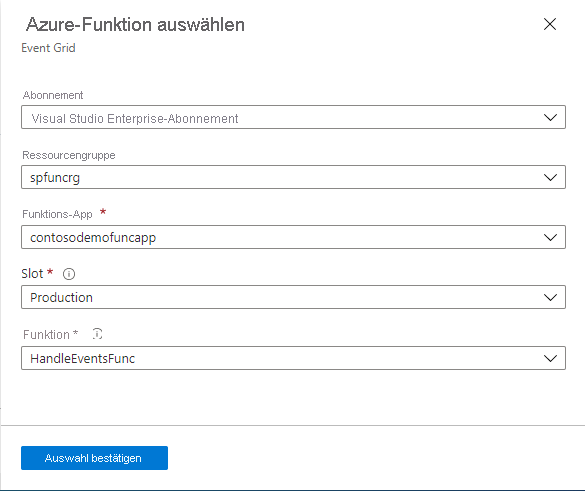 Azure-Funktion auswählen
Event Grid
Abonnement
Visual Studio Enterprise-Abonnement
Ressourcengruppe
spfuncrg
Funktions-App *
contosodemofuncapp
Slot *
Production
Funktion *
HandleEventsFunc
Auswahl bestätigen